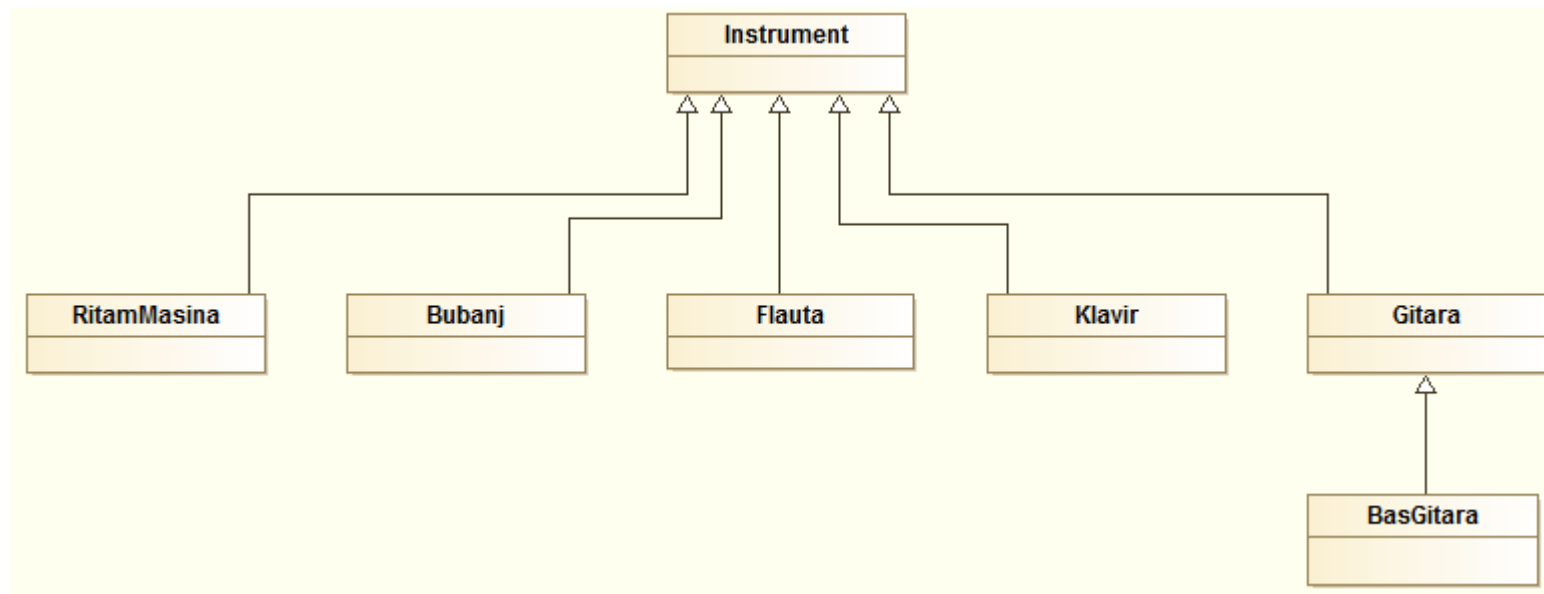 Instrument
RitamMasina
Bubanj
Flauta
Klavir
Gitara
BasGitara